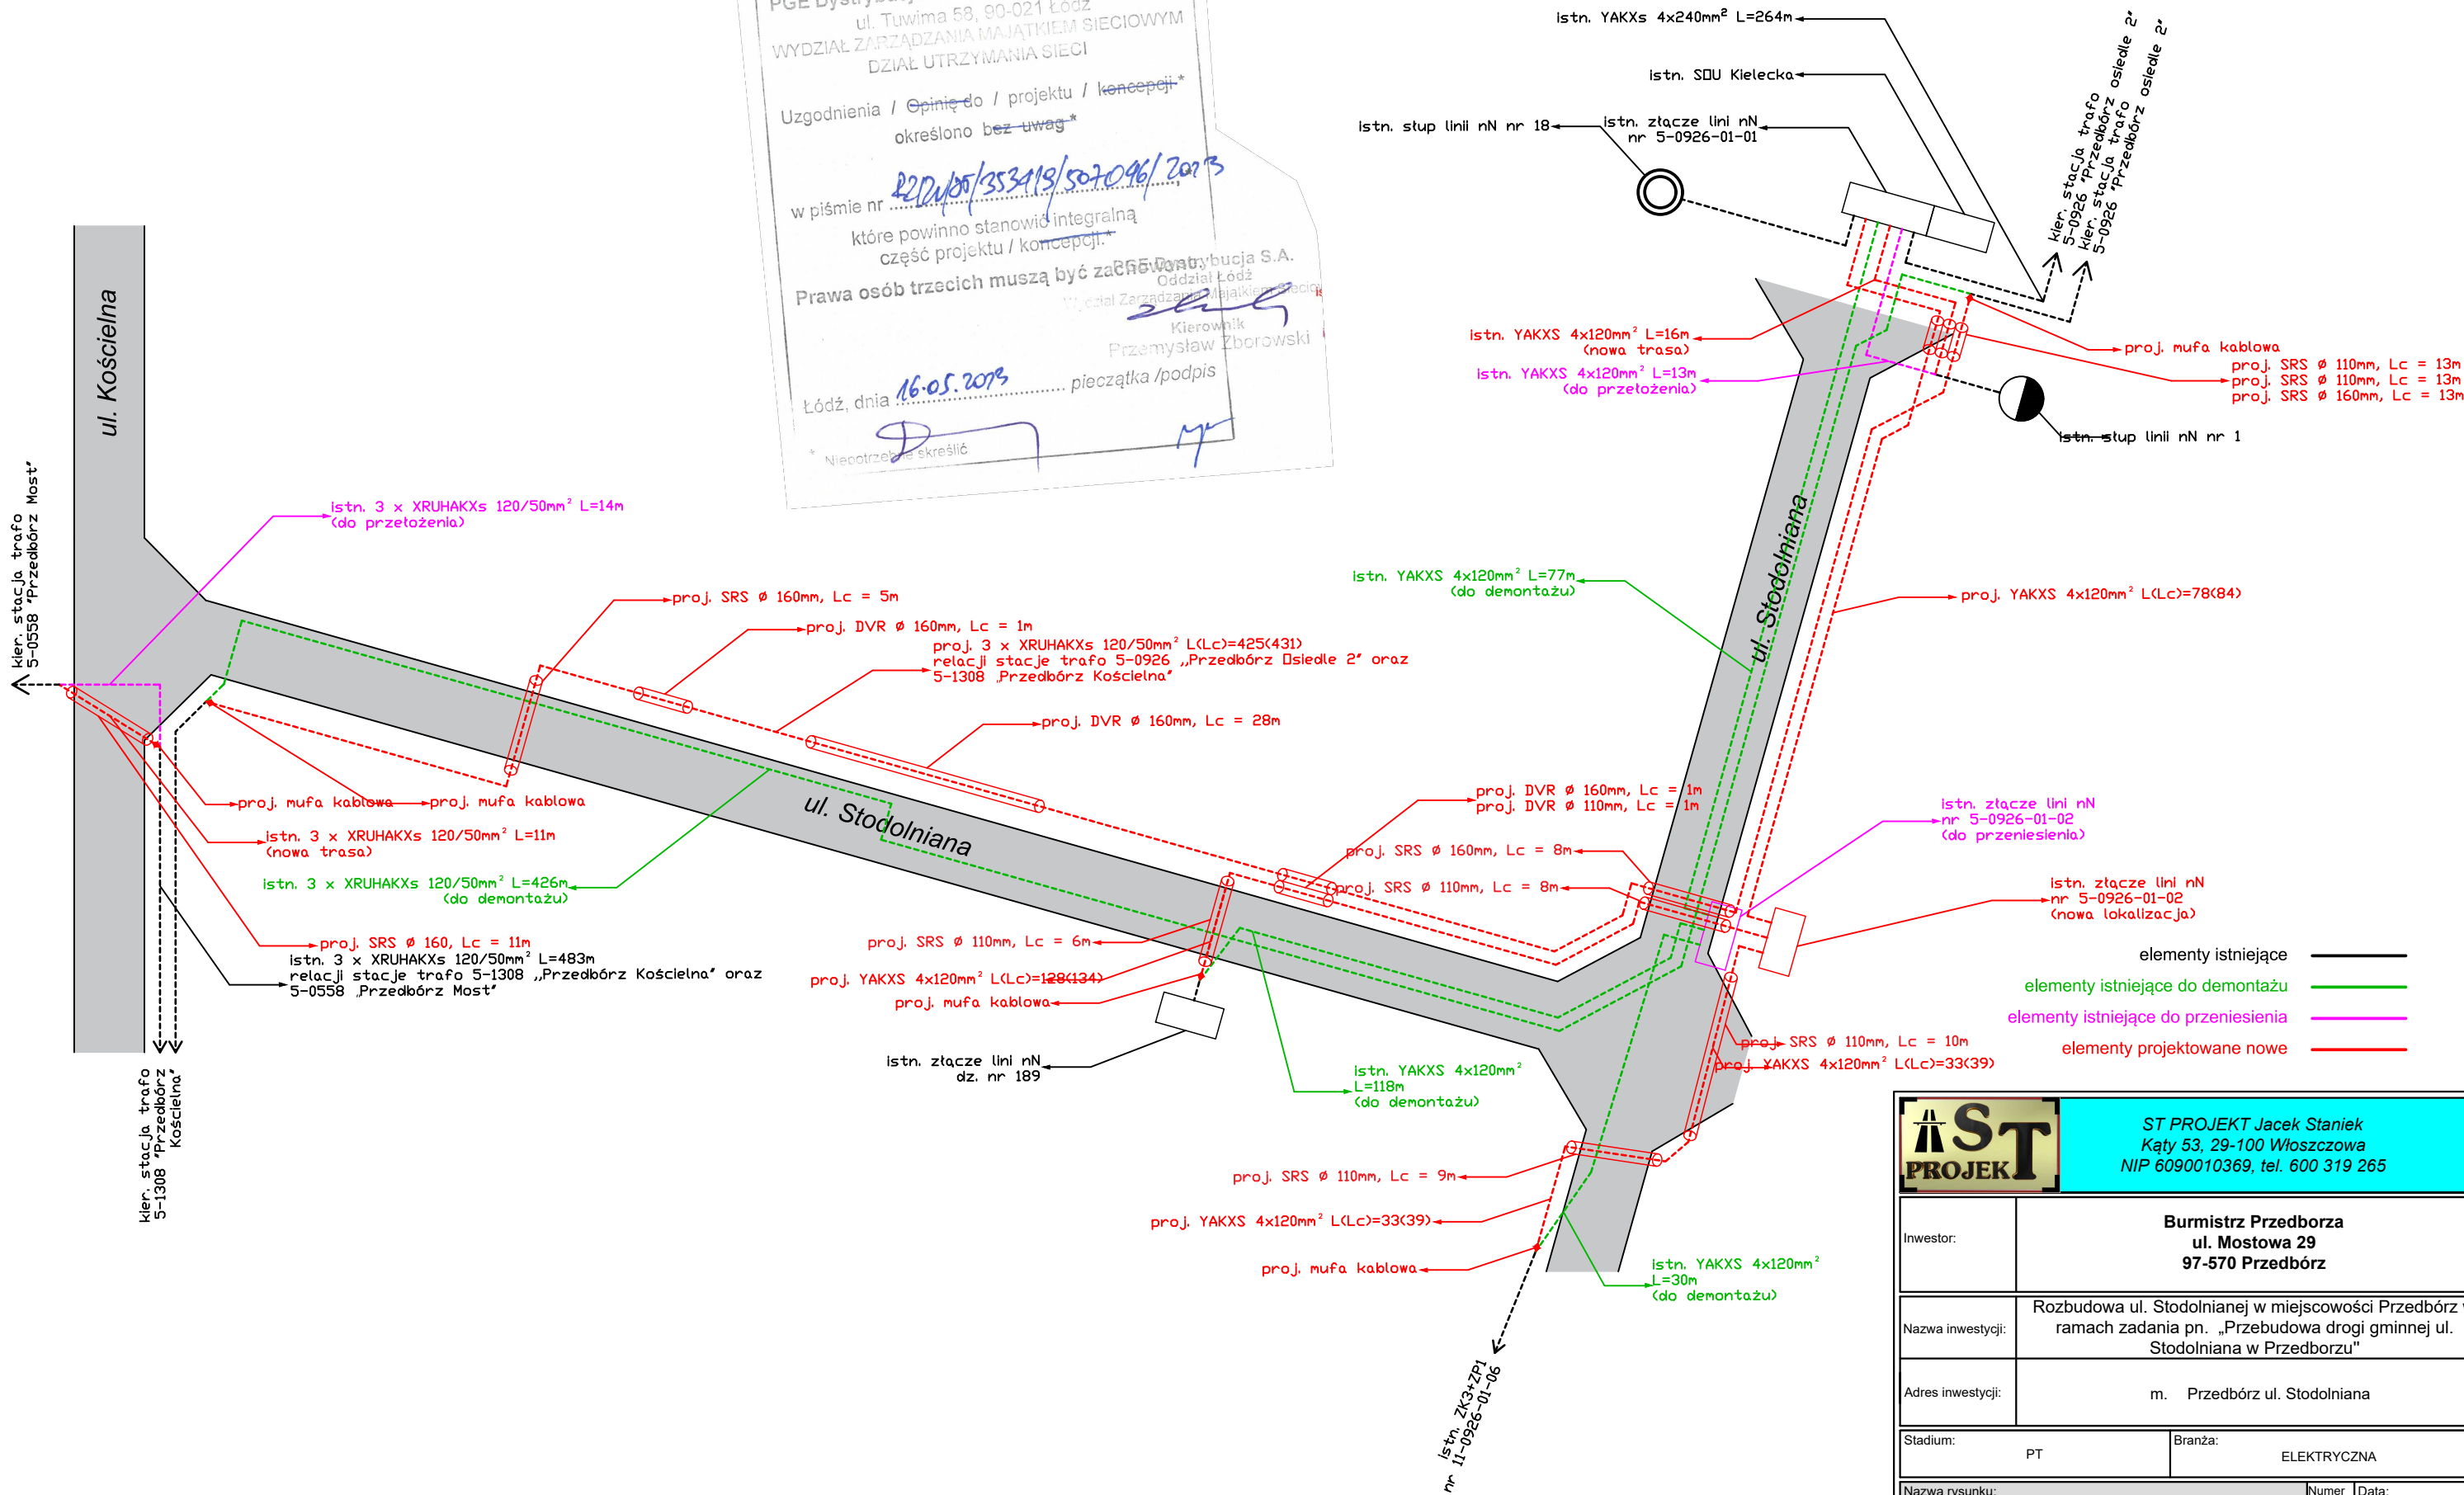 ul. Tuwima 58, 90-021 Łódź
WYDZIAŁ ZARZĄDZANIA MAJĄTKIEM SIECIOWYM
DZIAŁ UTRZYMANIA SIECI
Uzgodnienia / Opinię do / projektu / koncepcji *
określono bez uwag *
w piśmie nr
które powinno stanowić integralną
część projektu / koncepcji.*
Prawa osób trzecich muszą być zachowane.
PGE Dystrybucja S.A.
Oddział Łódź
Kierownik
Przemysław Zborowski
Łódź, dnia 16.05.2023 pieczątka /podpis
* Niepotrzebne skreślić
istn. YAKXs 4x240mm² L=264m
istn. SOU Kielecka
istn. słup linii nN nr 18
istn. złącze lini nN
nr 5-0926-01-01
kier. stacja trafo
5-0926 "Przedbórz osiedle 2"
kier. stacja trafo
5-0926 "Przedbórz osiedle 2"
istn. YAKXS 4x120mm² L=16m
(nowa trasa)
istn. YAKXS 4x120mm² L=13m
(do przełożenia)
proj. mufa kablowa
proj. SRS ø 110mm, Lc = 13m
proj. SRS ø 110mm, Lc = 13m
proj. SRS ø 160mm, Lc = 13m
istn. słup linii nN nr 1
ul. Kościelna
kier. stacja trafo
5-0558 "Przedbórz Most"
istn. 3 x XRUHAKXs 120/50mm² L=14m
(do przełożenia)
proj. SRS ø 160mm, Lc = 5m
proj. DVR ø 160mm, Lc = 1m
proj. 3 x XRUHAKXs 120/50mm² L(Lc)=425(431)
relacji stacje trafo 5-0926 ,,Przedbórz Osiedle 2" oraz
5-1308 „Przedbórz Kościelna"
proj. DVR ø 160mm, Lc = 28m
istn. YAKXS 4x120mm² L=77m
(do demontażu)
ul. Stodolniana
proj. YAKXS 4x120mm² L(Lc)=78(84)
proj. mufa kablowa
proj. mufa kablowa
istn. 3 x XRUHAKXs 120/50mm² L=11m
(nowa trasa)
istn. 3 x XRUHAKXs 120/50mm² L=426m
(do demontażu)
proj. SRS ø 160, Lc = 11m
istn. 3 x XRUHAKXs 120/50mm² L=483m
relacji stacje trafo 5-1308 ,,Przedbórz Kościelna" oraz
5-0558 „Przedbórz Most"
ul. Stodolniana
proj. DVR ø 160mm, Lc = 1m
proj. DVR ø 110mm, Lc = 1m
proj. SRS ø 160mm, Lc = 8m
proj. SRS ø 110mm, Lc = 8m
istn. złącze lini nN
nr 5-0926-01-02
(do przeniesienia)
istn. złącze lini nN
nr 5-0926-01-02
(nowa lokalizacja)
proj. SRS ø 110mm, Lc = 6m
proj. YAKXS 4x120mm² L(Lc)=128(134)
proj. mufa kablowa
istn. złącze lini nN
dz. nr 189
istn. YAKXS 4x120mm²
L=118m
(do demontażu)
proj. SRS ø 110mm, Lc = 10m
proj. YAKXS 4x120mm² L(Lc)=33(39)
elementy istniejące
elementy istniejące do demontażu
elementy istniejące do przeniesienia
elementy projektowane nowe
kier. stacja trafo
5-1308 "Przedbórz
Kościelna"
proj. SRS ø 110mm, Lc = 9m
proj. YAKXS 4x120mm² L(Lc)=33(39)
proj. mufa kablowa
istn. YAKXS 4x120mm²
L=30m
(do demontażu)
istn. ZK3+ZP1
nr 11-0926-01-06
ST
PROJEKT
ST PROJEKT Jacek Staniek
Kąty 53, 29-100 Włoszczowa
NIP 6090010369, tel. 600 319 265
Inwestor:
Burmistrz Przedborza
ul. Mostowa 29
97-570 Przedbórz
Nazwa inwestycji:
Rozbudowa ul. Stodolnianej w miejscowości Przedbórz
ramach zadania pn. „Przebudowa drogi gminnej ul.
Stodolniana w Przedborzu"
Adres inwestycji:
m. Przedbórz ul. Stodolniana
Stadium:
PT
Branża:
ELEKTRYCZNA
Nazwa rysunku:
Numer
Data: